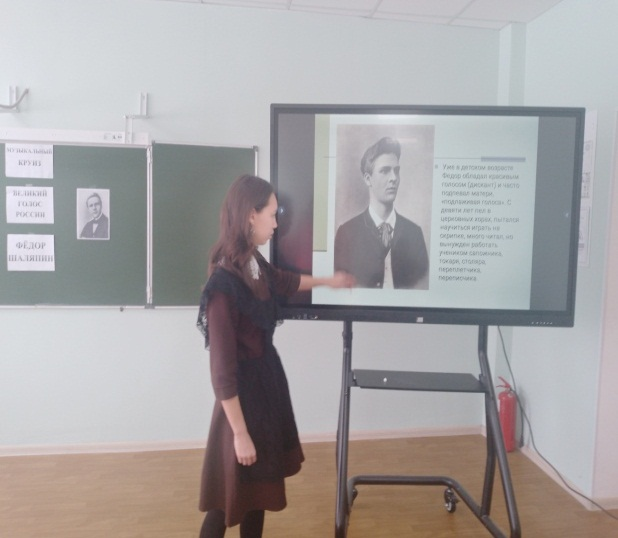 МУЗЫКАЛЬНЫЙ
КРУИЗ
ВЕЛИКИЙ
ГОЛОС
РОССИИ
ФЁДОР
ШАЛЯПИН
Уже в детском возрасте
Федор обладал красивым
голосом (дискант) и часто
подпевал матери,
«подлаживая голоса». С
девяти лет пел в
церковных хорах, пытался
научиться играть на
скрипке, много читал, но
вынужден работать
учеником сапожника,
токаря, столяра,
переплетчика,
переписчика.